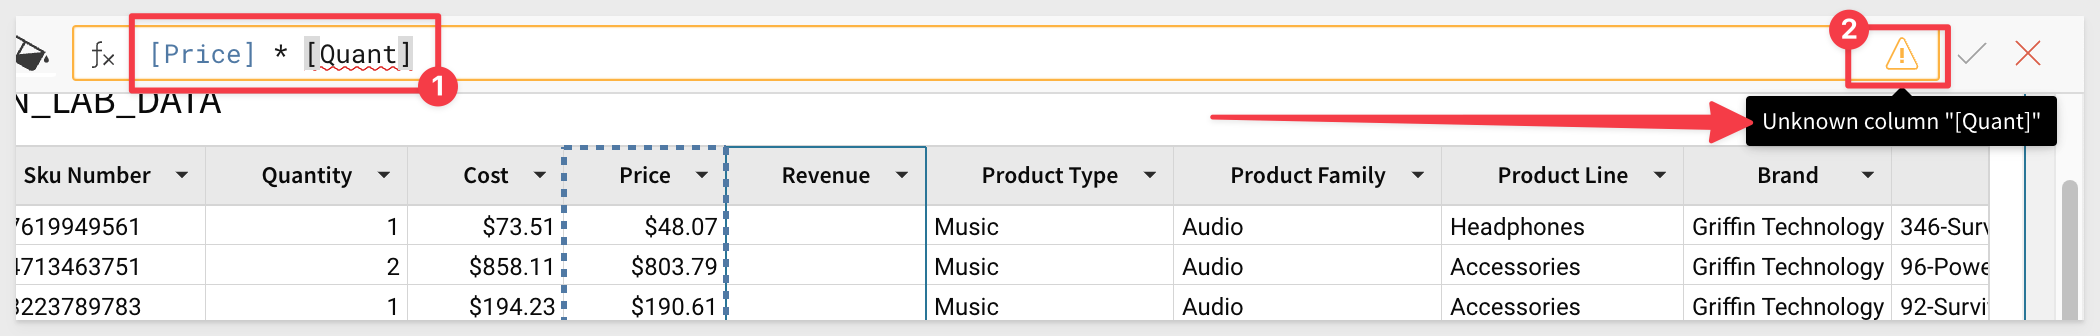 2
fx [Price] * [Quant]
1
N_LAB_DATA
Unknown column "[Quant]"
Sku Number Quantity Cost Price Revenue Product Type Product Family Product Line Brand
7619949561 1 $73.51 $48.07 Music Audio Headphones Griffin Technology 346-Surv
4713463751 2 $858.11 $803.79 Music Audio Accessories Griffin Technology 96-Powe
3223789783 1 $194.23 $190.61 Music Audio Accessories Griffin Technology 92-Survi